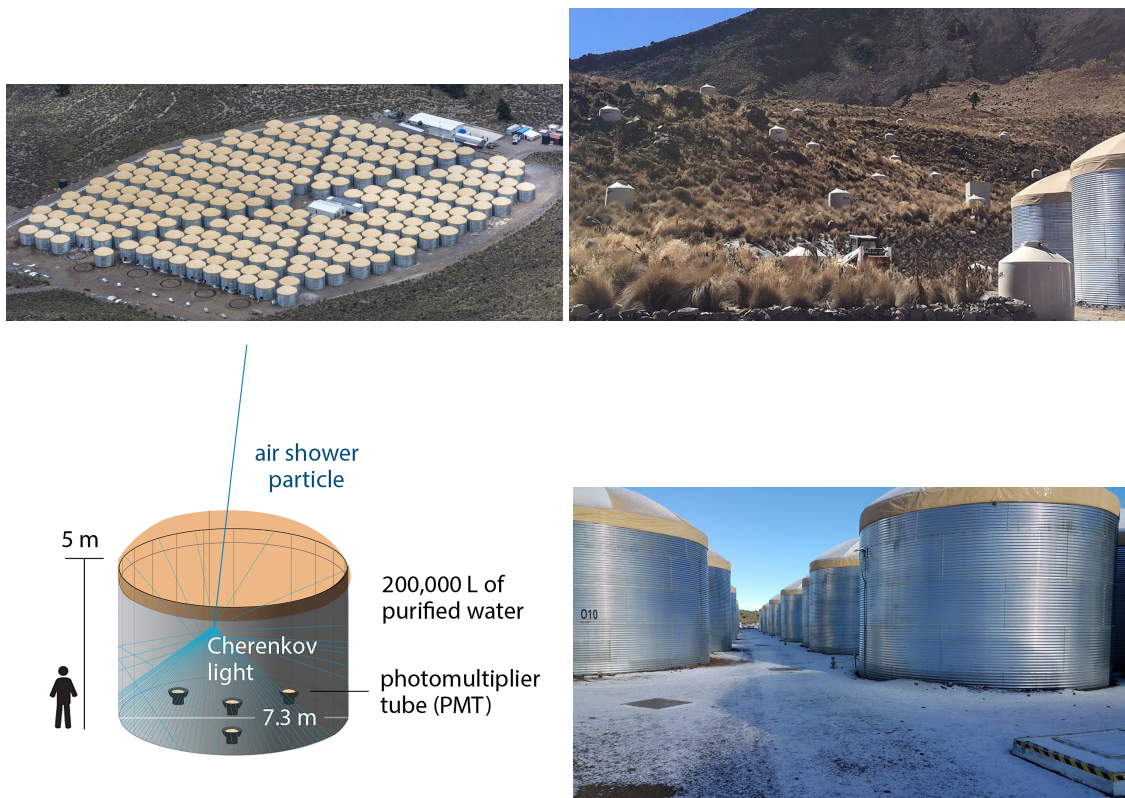 air shower
particle
5 m
200,000 L of
purified water
Cherenkov
light
photomultiplier
tube (PMT)
7.3 m
O10